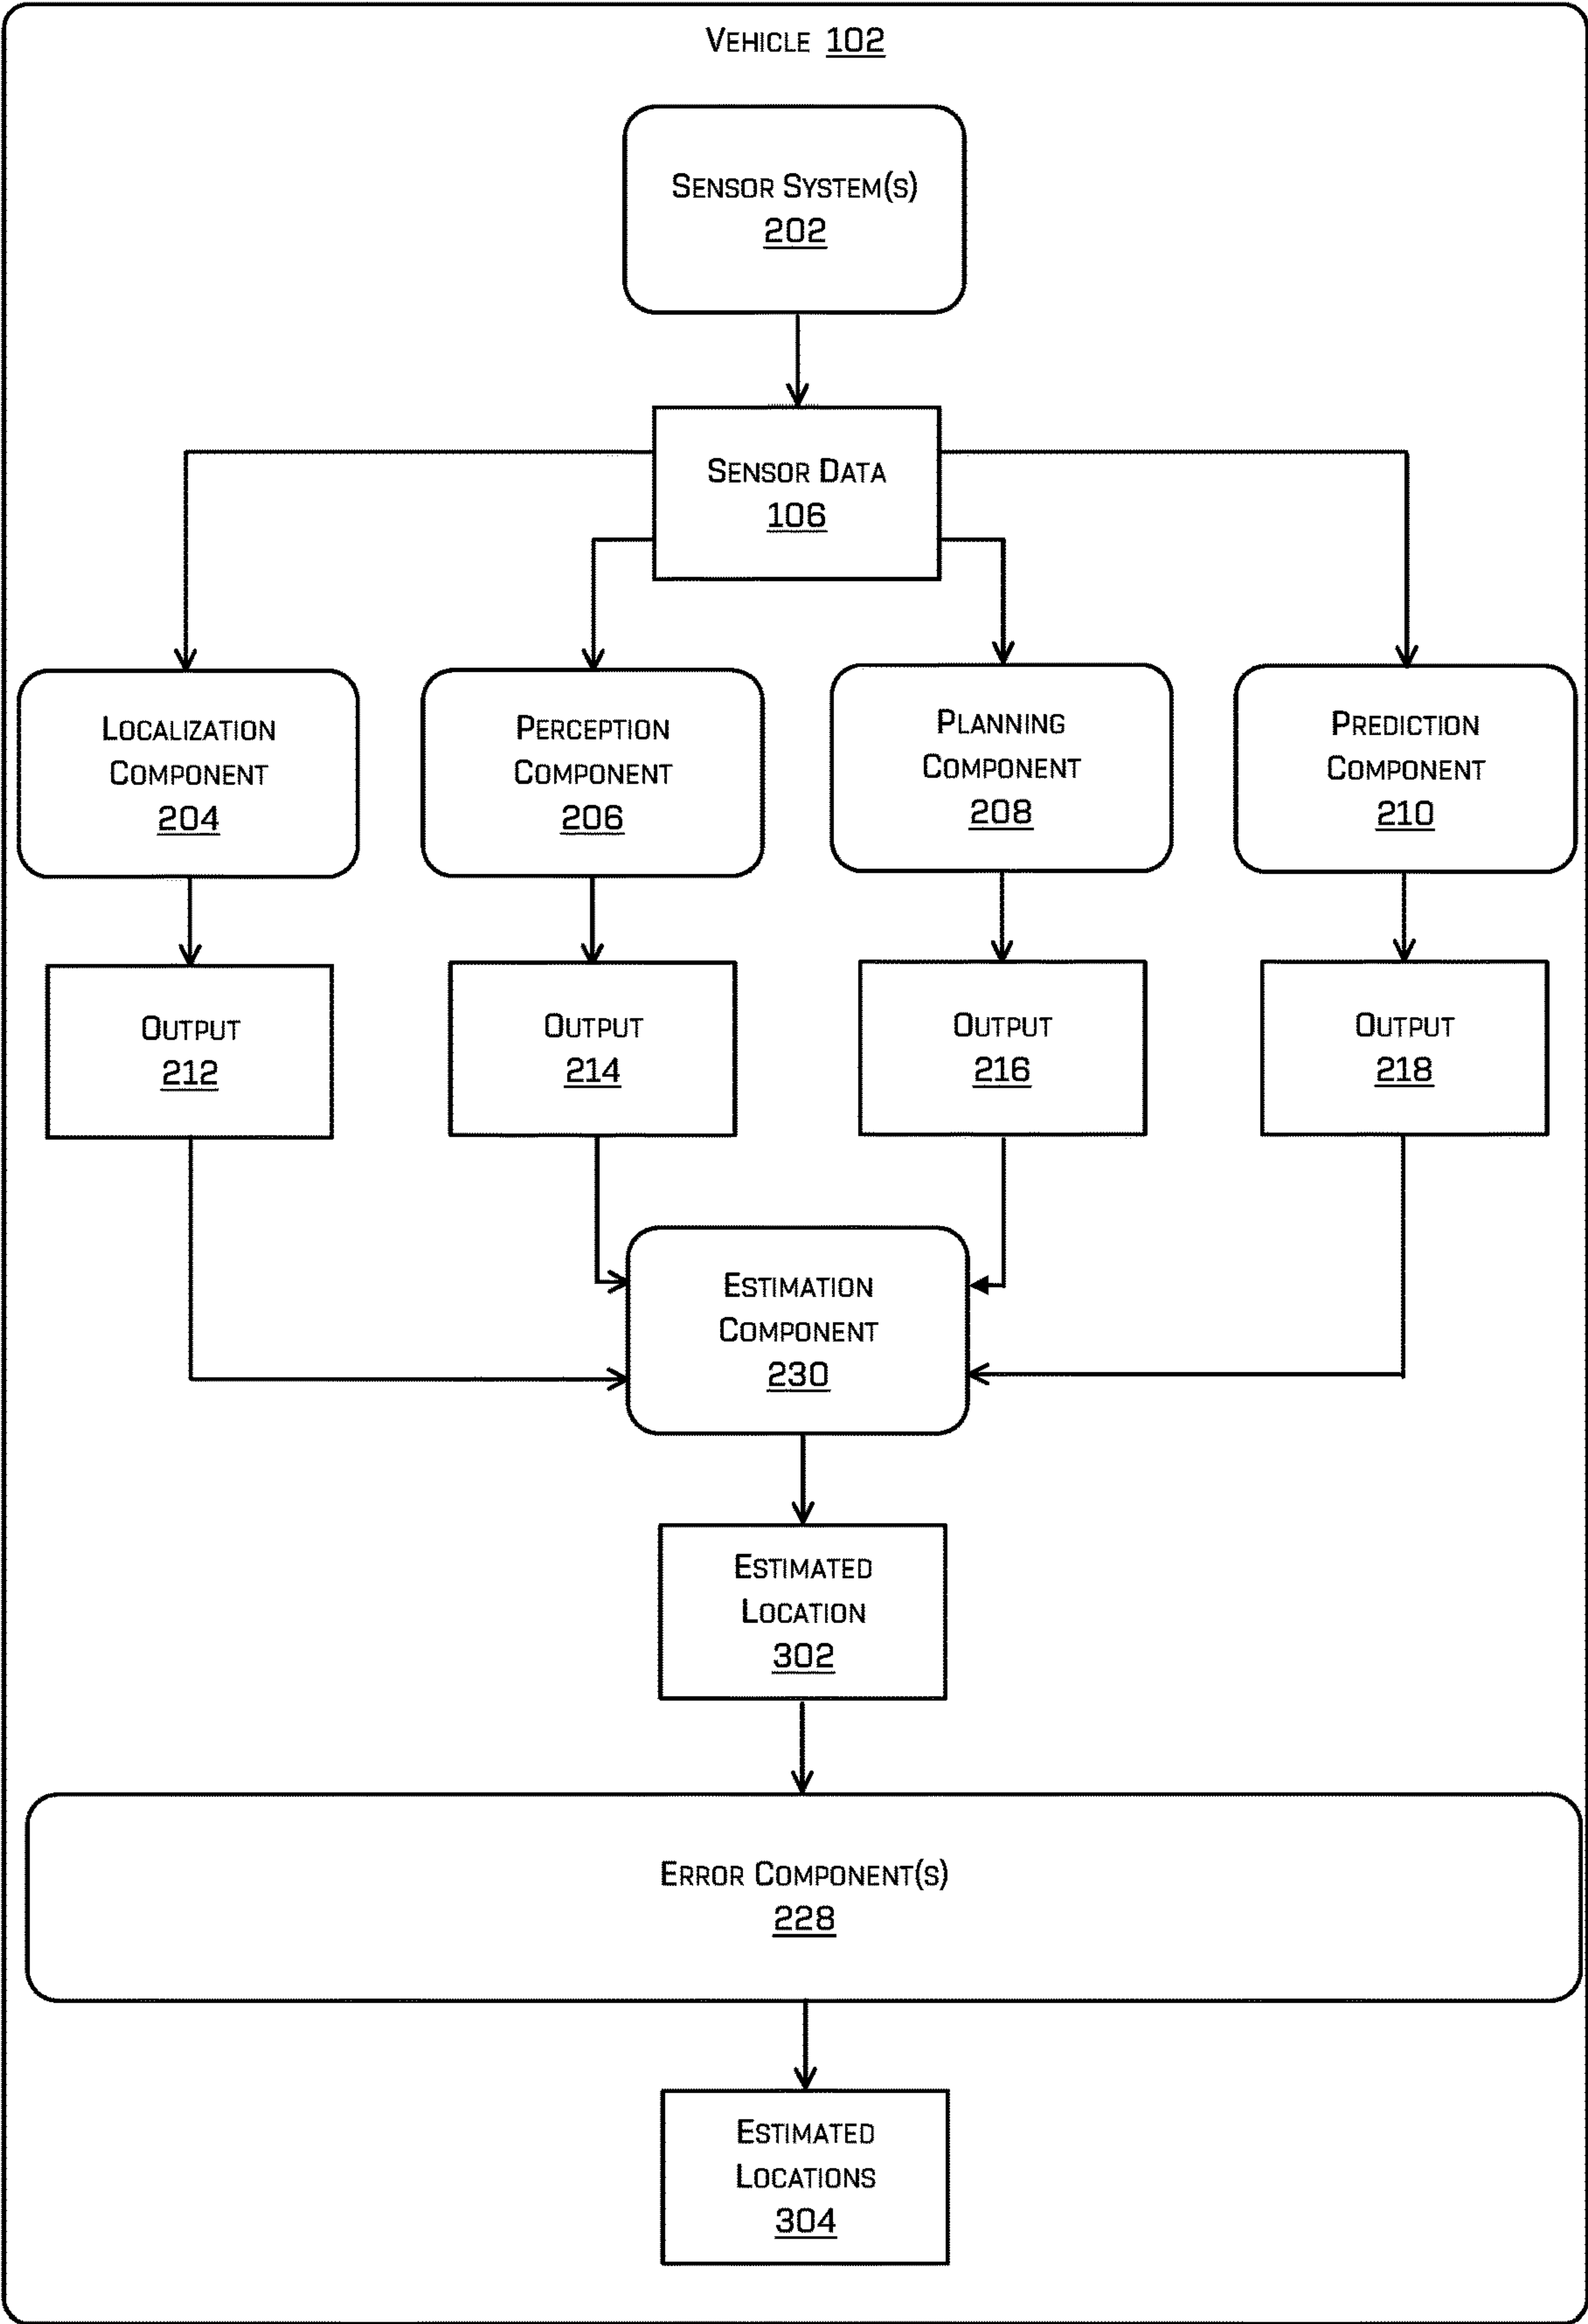 VEHICLE 102
SENSOR SYSTEM(S)
202
SENSOR DATA
106
LOCALIZATION
COMPONENT
204
PERCEPTION
COMPONENT
206
PLANNING
COMPONENT
208
PREDICTION
COMPONENT
210
OUTPUT
212
OUTPUT
214
OUTPUT
216
OUTPUT
218
ESTIMATION
COMPONENT
230
ESTIMATED
LOCATION
302
ERROR COMPONENT(S)
228
ESTIMATED
LOCATIONS
304